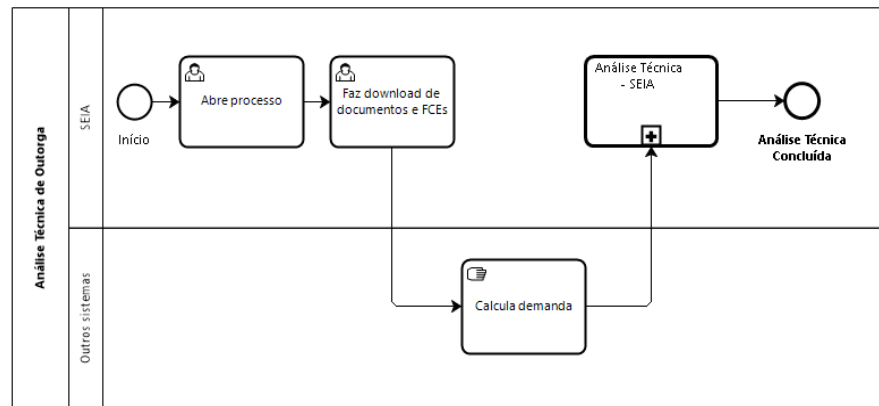 Análise Técnica de Outorga
SEIA
Início
Abre processo
Faz download de
documentos e FCEs
Análise Técnica
- SEIA
Análise Técnica
Concluída
Outros sistemas
Calcula demanda